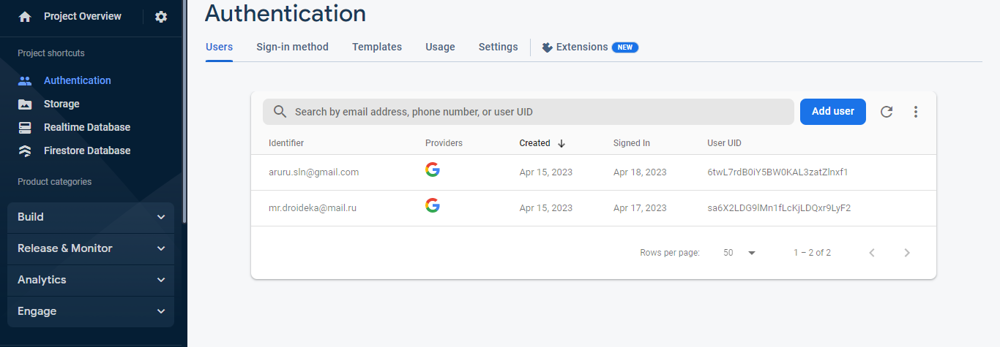 Project Overview
Project shortcuts
Authentication
Storage
Realtime Database
Firestore Database
Product categories
Build
Release & Monitor
Analytics
Engage
Authentication
Users Sign-in method Templates Usage Settings Extensions NEW
Search by email address, phone number, or user UID Add user
Identifier Providers Created Signed In User UID
aruru.sln@gmail.com Apr 15, 2023 Apr 18, 2023 6twL7rdB0iY5BW0KAL3zatZlnxf1
mr.droideka@mail.ru Apr 15, 2023 Apr 17, 2023 sa6X2LDG9lMn1fLcKjLDQxr9LyF2
Rows per page: 50 1 – 2 of 2